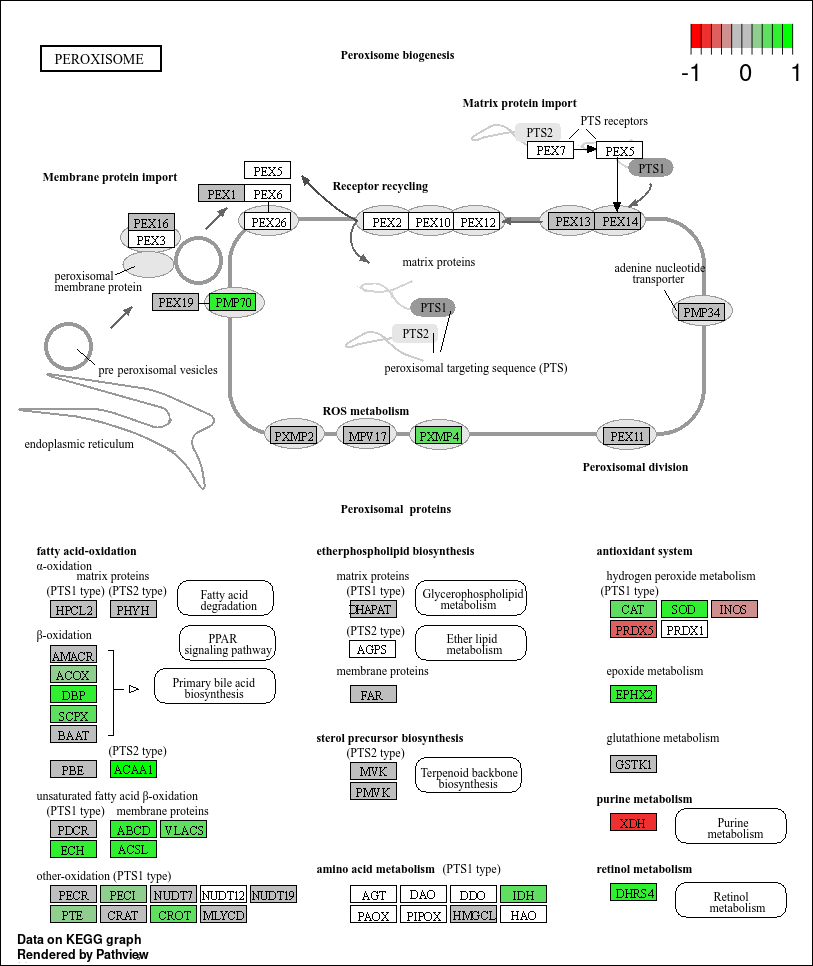 PEROXISOME
Peroxisome biogenesis
-1 0 1
Matrix protein import
PTS receptors
PTS2
PEX7
PEX5
PTS1
Membrane protein import
PEX5
PEX1
PEX6
PEX26
Receptor recycling
PEX2
PEX10
PEX12
PEX13
PEX14
PEX16
PEX3
peroxisomal
membrane protein
PEX19
PMP70
matrix proteins
PTS1
PTS2
peroxisomal targeting sequence (PTS)
adenine nucleotide
transporter
PMP34
pre peroxisomal vesicles
endoplasmic reticulum
ROS metabolism
PXMP2
MPV17
PXMP4
PEX11
Peroxisomal division
Peroxisomal proteins
fatty acid-oxidation
α-oxidation
matrix proteins
(PTS1 type) (PTS2 type)
HPCL2
PHYH
Fatty acid
degradation
β-oxidation
AMACR
ACOX
DBP
SCPX
BAAT
PPAR
signaling pathway
Primary bile acid
biosynthesis
(PTS2 type)
PBE
ACAA1
unsaturated fatty acid β-oxidation
(PTS1 type) membrane proteins
PDCR
ABCD
VLACS
ECH
ACSL
other-oxidation (PTS1 type)
PECR
PECI
NUDT7
NUDT12
NUDT19
PTE
CRAT
CROT
MLYCD
etherphospholipid biosynthesis
matrix proteins
(PTS1 type)
DHAPAT
Glycerophospholipid
metabolism
(PTS2 type)
AGPS
Ether lipid
metabolism
membrane proteins
FAR
sterol precursor biosynthesis
(PTS2 type)
MVK
PMVK
Terpenoid backbone
biosynthesis
amino acid metabolism (PTS1 type)
AGT
DAO
DDO
IDH
PAOX
PIPOX
HMGCL
HAO
antioxidant system
hydrogen peroxide metabolism
(PTS1 type)
CAT
SOD
INOS
PRDX5
PRDX1
epoxide metabolism
EPHX2
glutathione metabolism
GSTK1
purine metabolism
XDH
Purine
metabolism
retinol metabolism
DHRS4
Retinol
metabolism
Data on KEGG graph
Rendered by Pathview